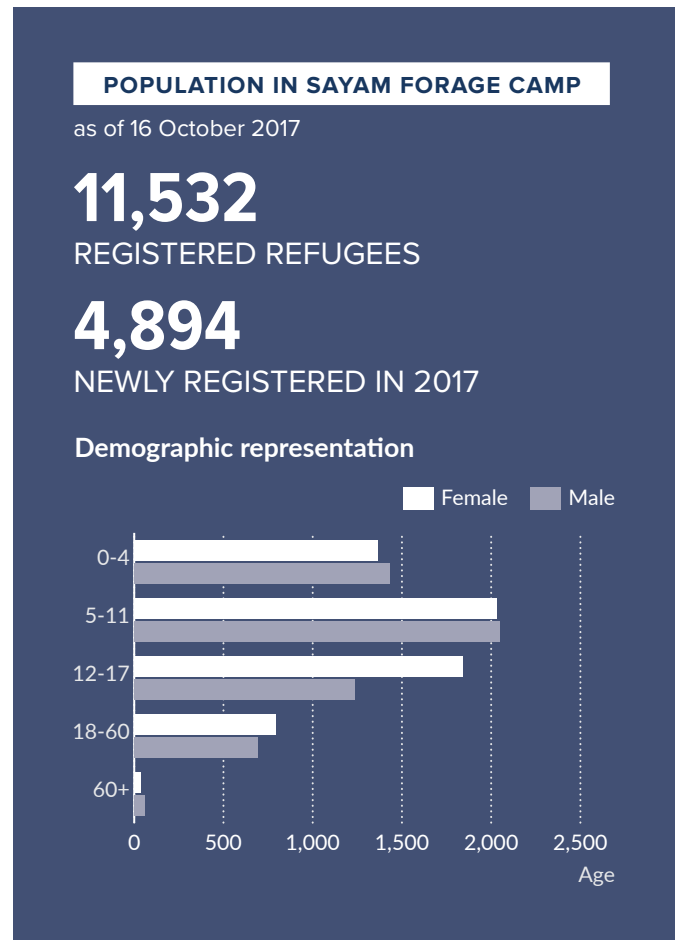 POPULATION IN SAYAM FORAGE CAMP
as of 16 October 2017
11,532
REGISTERED REFUGEES
4,894
NEWLY REGISTERED IN 2017
Demographic representation
Female Male
0-4
5-11
12-17
18-60
60+
0 500 1,000 1,500 2,000 2,500
Age